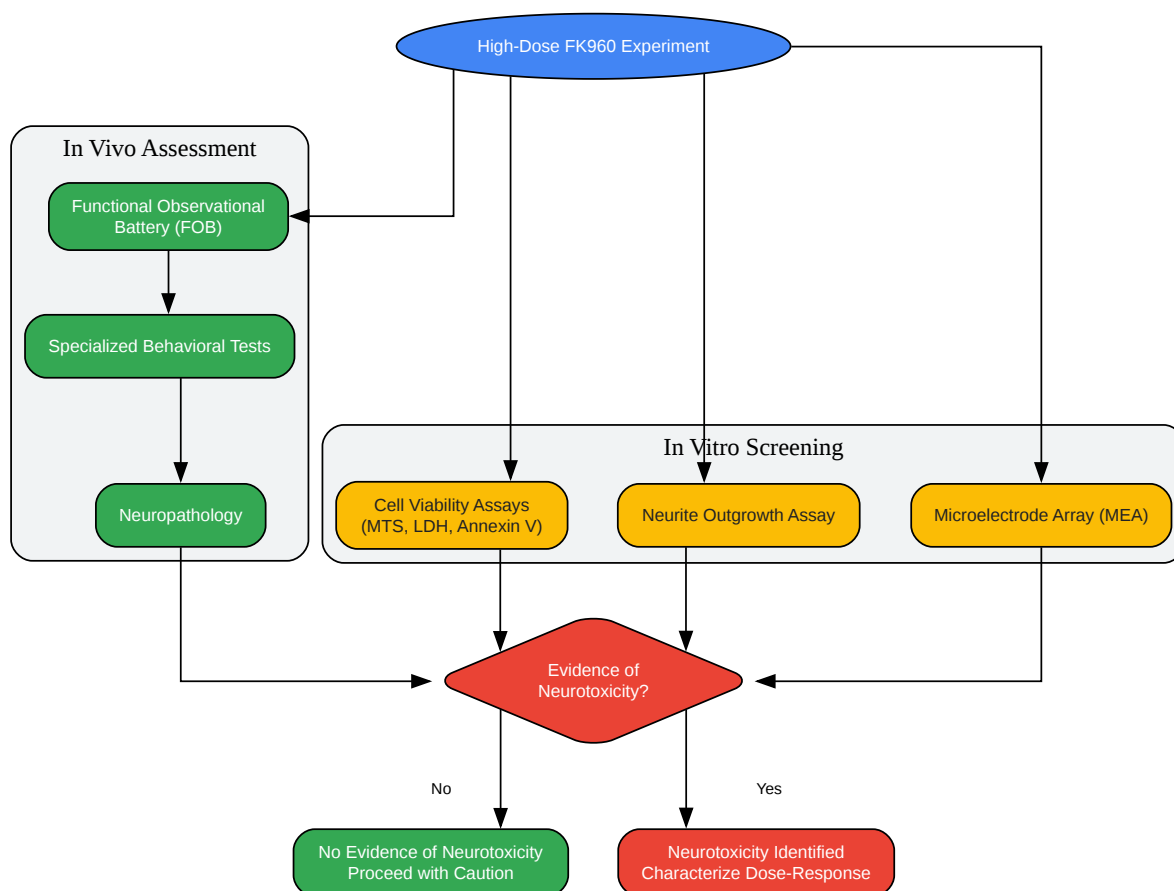 High-Dose FK960 Experiment
In Vivo Assessment
Functional Observational
Battery (FOB)
Specialized Behavioral Tests
Neuropathology
In Vitro Screening
Cell Viability Assays
(MTS, LDH, Annexin V)
Neurite Outgrowth Assay
Microelectrode Array (MEA)
Evidence of
Neurotoxicity?
No
Yes
No Evidence of Neurotoxicity
Proceed with Caution
Neurotoxicity Identified
Characterize Dose-Response